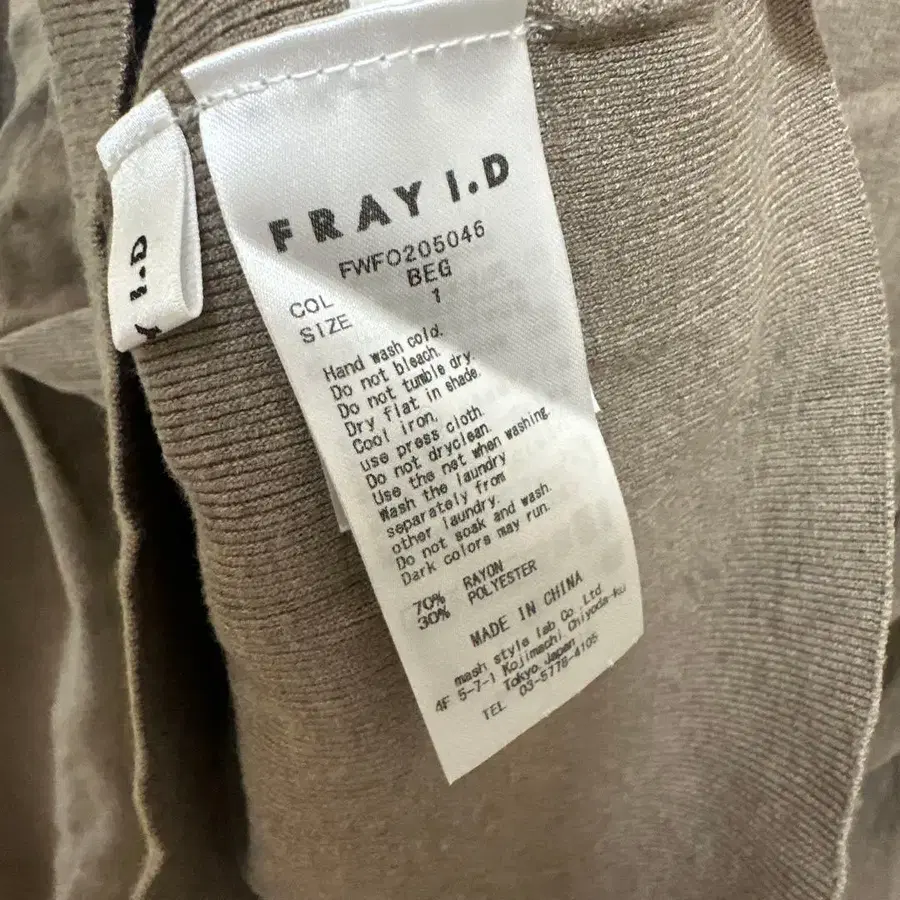 I.D
FRAY I.D
FWFO205046
COL BEG
SIZE 1
Hand wash cold.
Do not bleach.
Do not tumble dry.
Dry flat in shade.
Cool iron.
use press cloth.
Do not dryclean.
Use the net when washing.
Wash the laundry
separately from
other laundry.
Do not soak and wash.
Dark colors may run.
70% RAYON
30% POLYESTER
MADE IN CHINA
mash style lab Co.,Ltd.
4F 5-7-1 Kojimachi, Chiyoda-ku
Tokyo. Japan
TEL 03-5778-4105